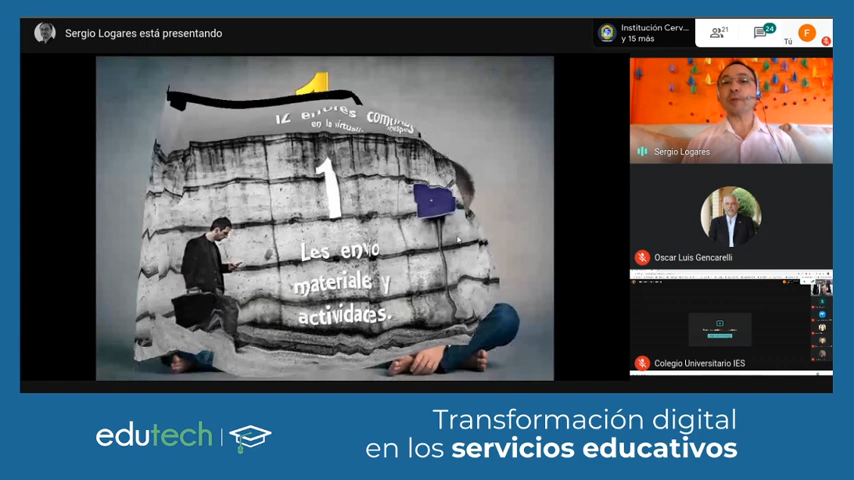 Sergio Logares está presentando
Institución Cerv...
y 15 más
21
24
Tú
F
12 errores comunes
en la virtual
1
1
Les envío
materiales y
actividades.
Sergio Logares
Oscar Luis Gencarelli
Colegio Universitario IES
edutech
Transformación digital
en los servicios educativos